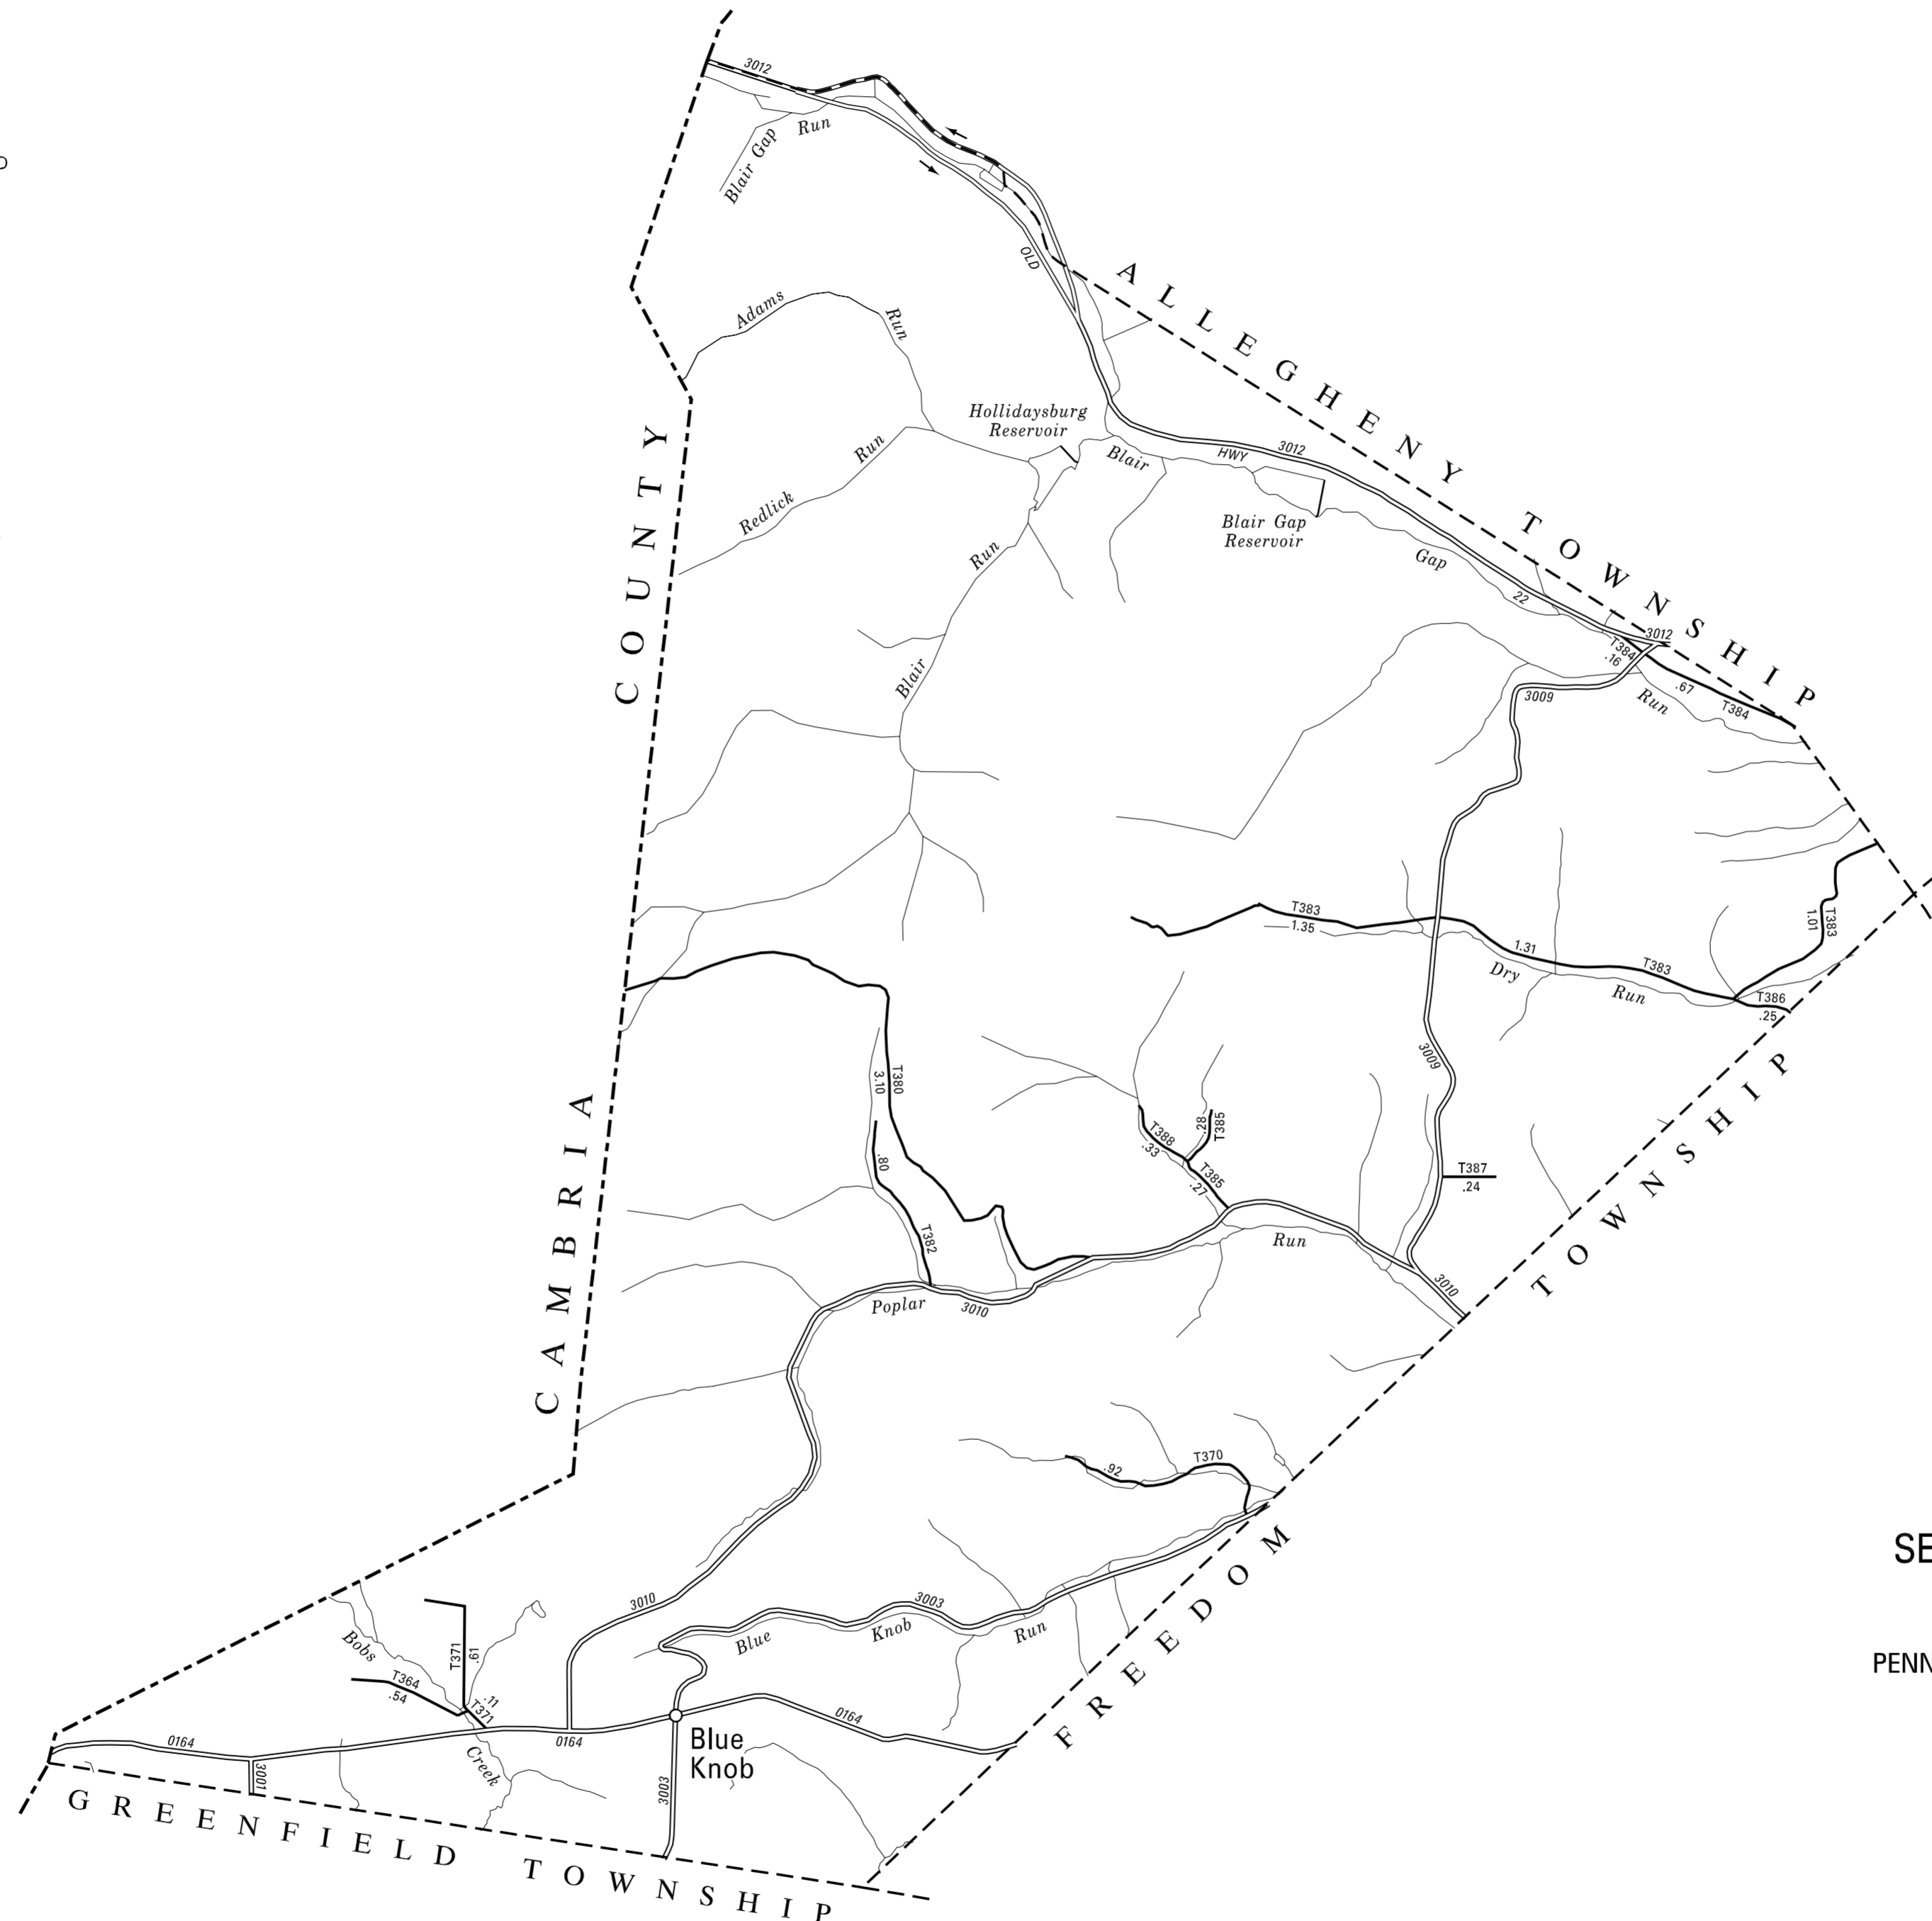 3012
Run
Blair Gap
OLD
ALLEGHENY TOWNSHIP
Adams
Run
Hollidaysburg
Reservoir
COUNTY
Run
Redlick
Blair
HWY
3012
Blair Gap
Reservoir
Gap
22
Run
Blair
3012
T384
.16
3009
.67
T384
Run
T383
1.35
1.31
T383
Dry
Run
T383
1.01
T386
.25
3009
CAMBRIA
T380
3.10
.80
T382
T388
.33
.28
T385
T385
.27
T387
.24
TOWNSHIP
Run
3010
Poplar
3010
T370
.92
SE
FREEDOM
3010
3003
Blue
Knob
Run
PENN
Bobs
T371
.61
T364
.54
.11
T371
0164
0164
0164
Blue
Knob
3001
Creek
3003
GREENFIELD TOWNSHIP